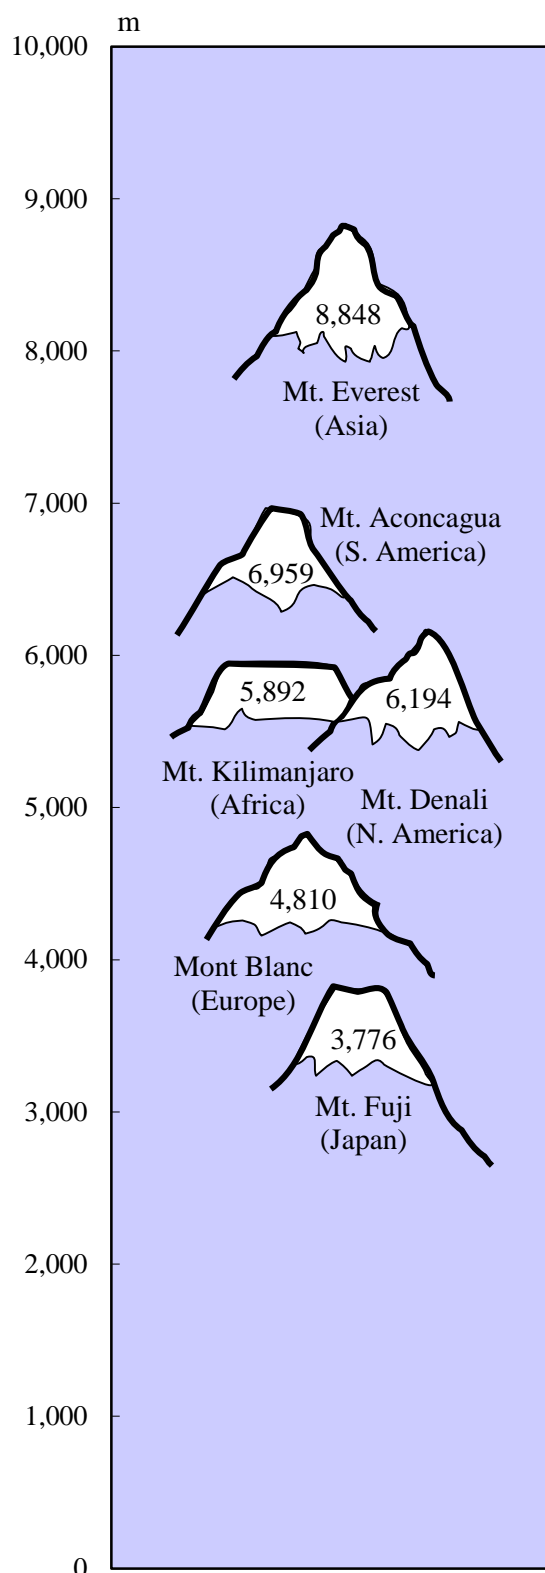 m
10,000
9,000
8,848
8,000
Mt. Everest
(Asia)
7,000
Mt. Aconcagua
(S. America)
6,959
6,000
5,892
6,194
Mt. Kilimanjaro
(Africa)
5,000
Mt. Denali
(N. America)
4,810
Mont Blanc
(Europe)
4,000
3,776
3,000
Mt. Fuji
(Japan)
2,000
1,000
0